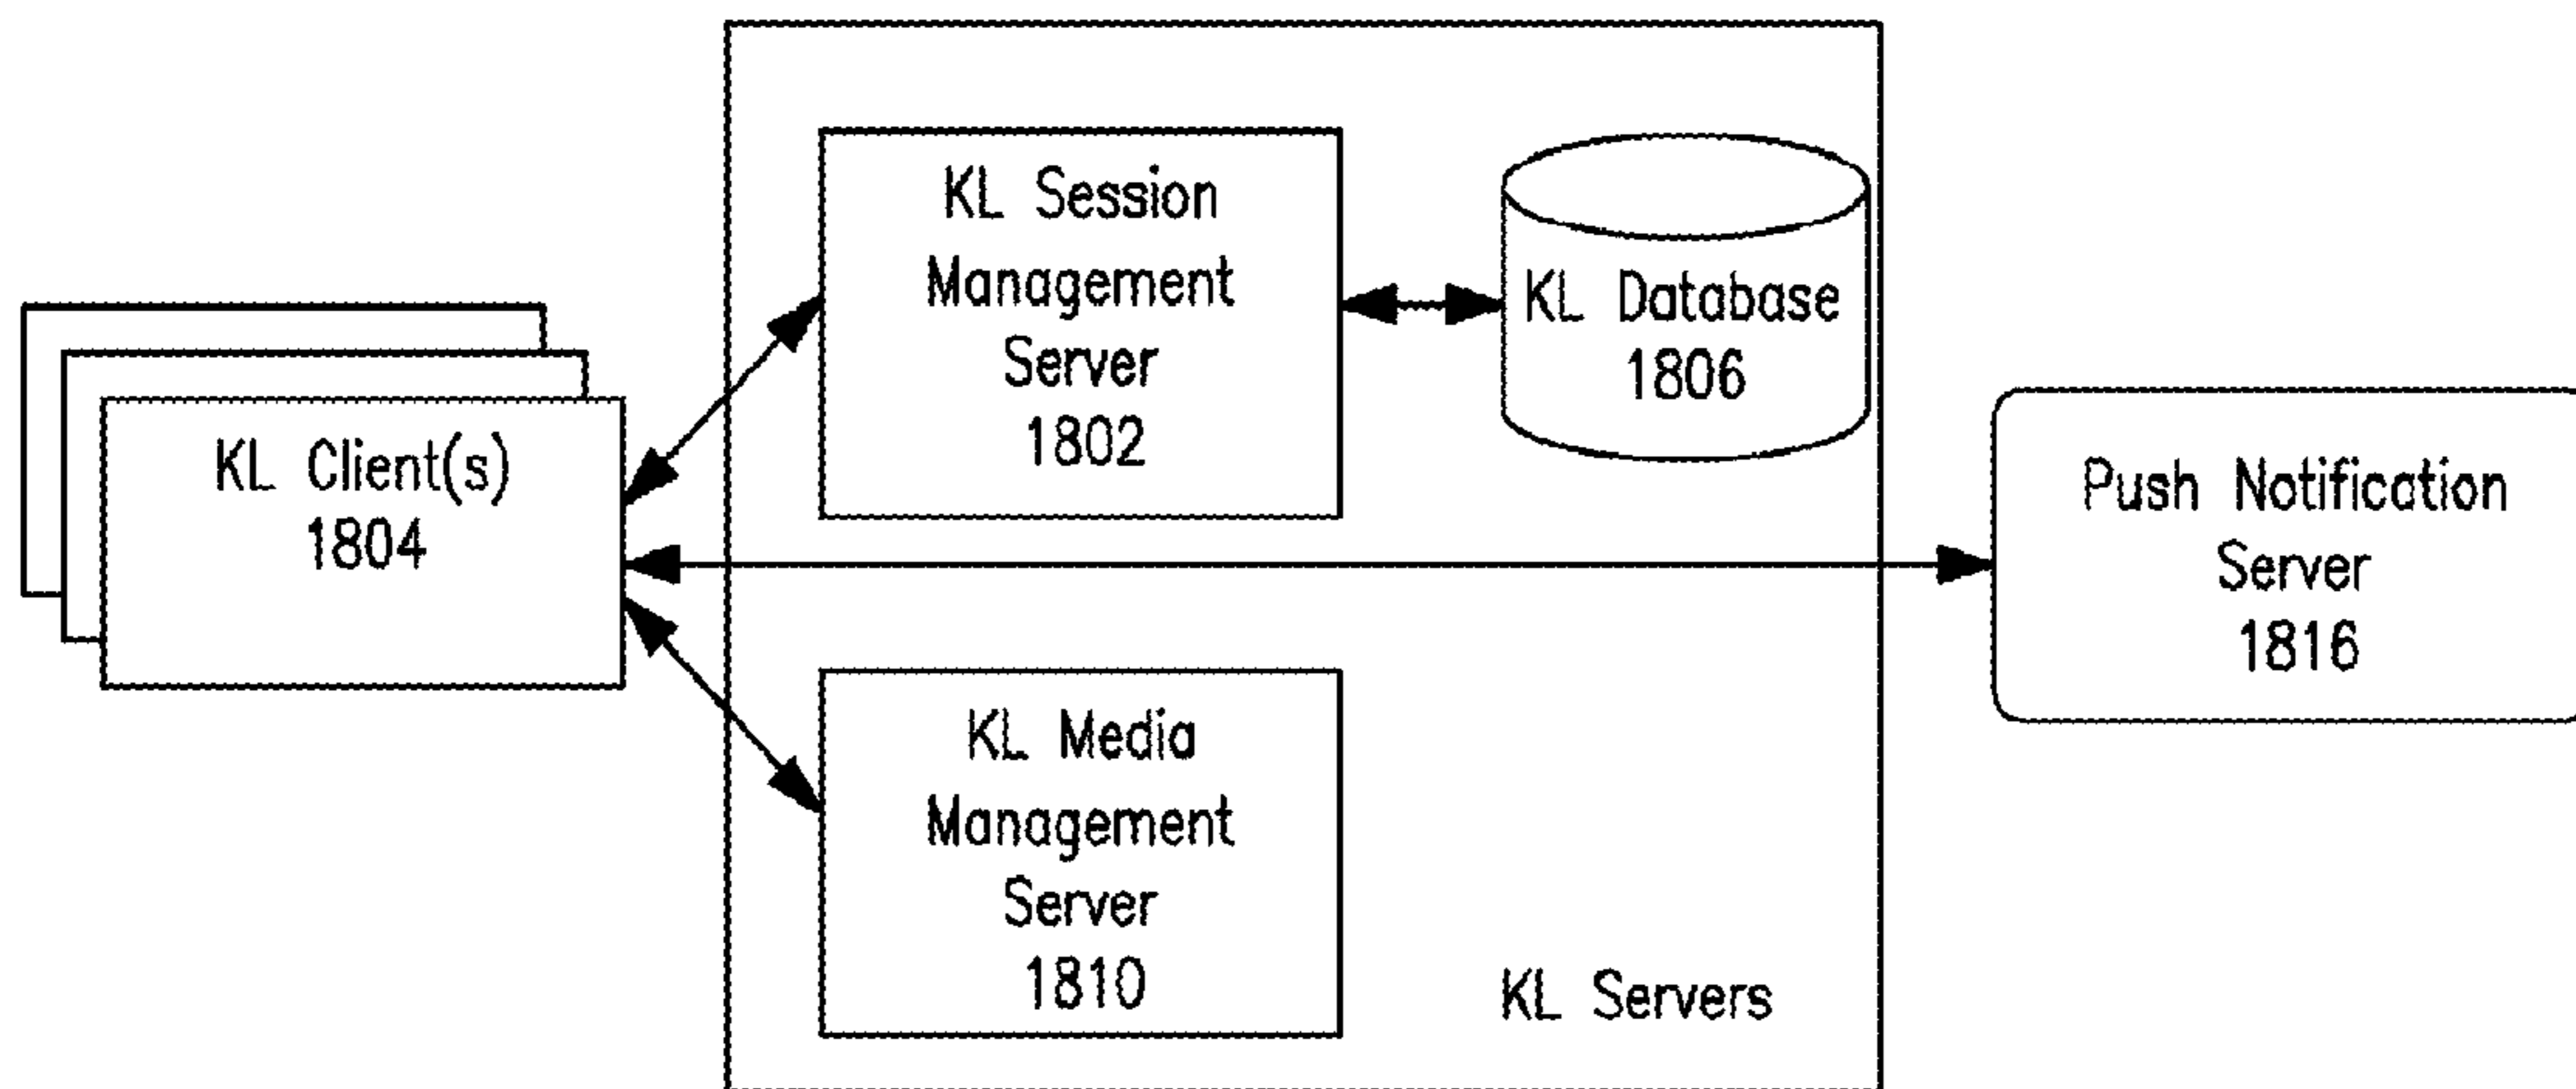 KL Client(s)
1804
KL Session
Management
Server
1802
KL Database
1806
Push Notification
Server
1816
KL Media
Management
Server
1810
KL Servers